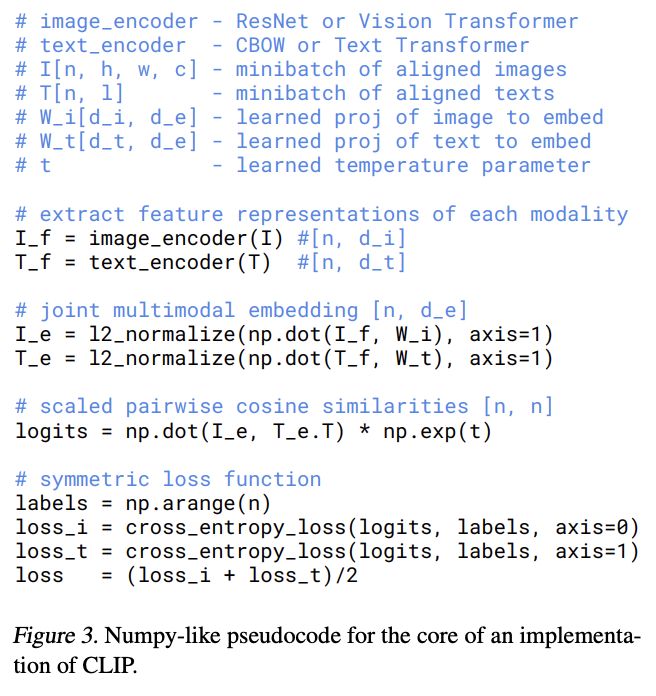 # image_encoder - ResNet or Vision Transformer
# text_encoder  - CBOW or Text Transformer
# I[n, h, w, c] - minibatch of aligned images
# T[n, l]       - minibatch of aligned texts
# W_i[d_i, d_e] - learned proj of image to embed
# W_t[d_t, d_e] - learned proj of text to embed
# t             - learned temperature parameter
# extract feature representations of each modality
I_f = image_encoder(I) #[n, d_i]
T_f = text_encoder(T)  #[n, d_t]
# joint multimodal embedding [n, d_e]
I_e = l2_normalize(np.dot(I_f, W_i), axis=1)
T_e = l2_normalize(np.dot(T_f, W_t), axis=1)
# scaled pairwise cosine similarities [n, n]
logits = np.dot(I_e, T_e.T) * np.exp(t)
# symmetric loss function
labels = np.arange(n)
loss_i = cross_entropy_loss(logits, labels, axis=0)
loss_t = cross_entropy_loss(logits, labels, axis=1)
loss   = (loss_i + loss_t)/2
Figure 3. Numpy-like pseudocode for the core of an implementa-
tion of CLIP.